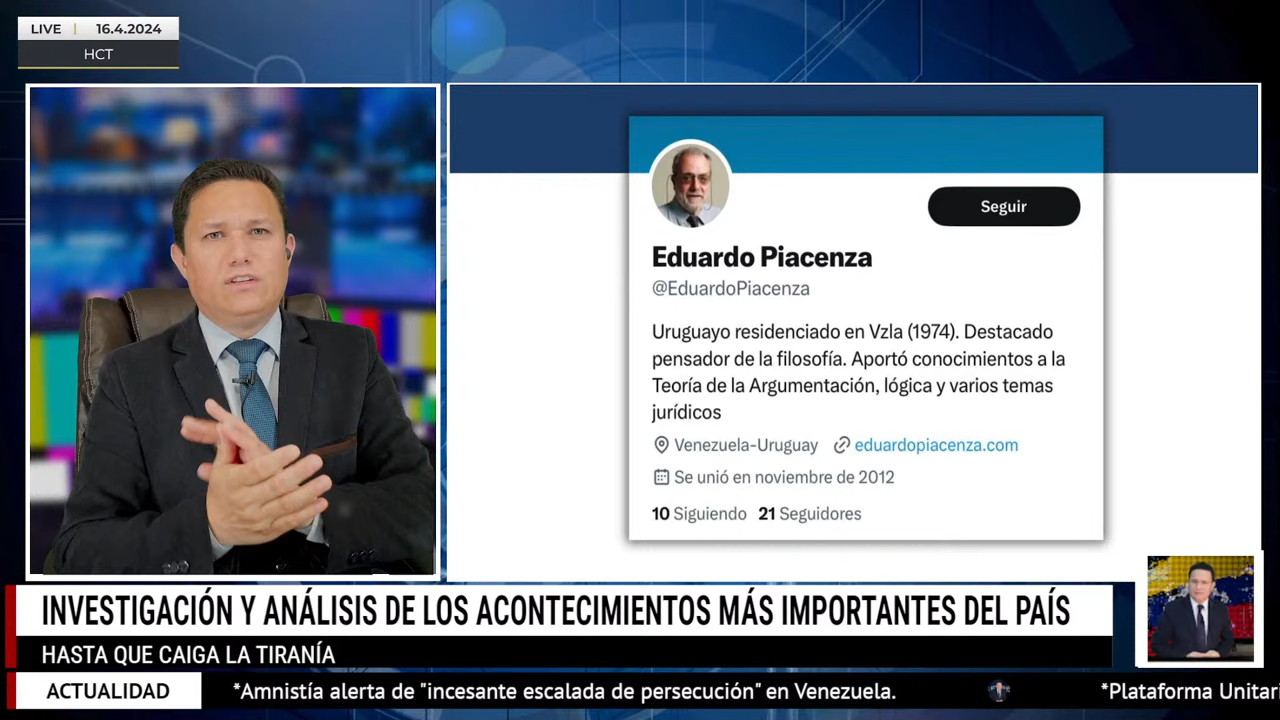 LIVE | 16.4.2024
HCT
Seguir
Eduardo Piacenza
@EduardoPiacenza
Uruguayo residenciado en Vzla (1974). Destacado
pensador de la filosofía. Aportó conocimientos a la
Teoría de la Argumentación, lógica y varios temas
jurídicos
Venezuela-Uruguay eduardopiacenza.com
Se unió en noviembre de 2012
10 Siguiendo 21 Seguidores
INVESTIGACIÓN Y ANÁLISIS DE LOS ACONTECIMIENTOS MÁS IMPORTANTES DEL PAÍS
HASTA QUE CAIGA LA TIRANÍA
ACTUALIDAD *Amnistía alerta de "incesante escalada de persecución" en Venezuela. *Plataforma Unitari